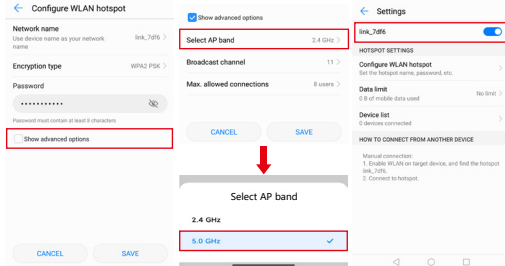 Configure WLAN hotspot
Network name
Use device name as your network
name
link_7df6
Encryption type
WPA2 PSK
Password
Password must contain at least 8 characters
Show advanced options
CANCEL
SAVE
Show advanced options
Select AP band
2.4 GHz
Broadcast channel
11
Max. allowed connections
8 users
CANCEL
SAVE
Select AP band
2.4 GHz
5.0 GHz
Settings
link_7df6
HOTSPOT SETTINGS
Configure WLAN hotspot
Set the hotspot name, password, etc.
Data limit
0 B of mobile data used
No limit
Device list
0 devices connected
HOW TO CONNECT FROM ANOTHER DEVICE
Manual connection:
1. Enable WLAN on target device, and find the hotspot
link_7df6.
2. Connect to hotspot.